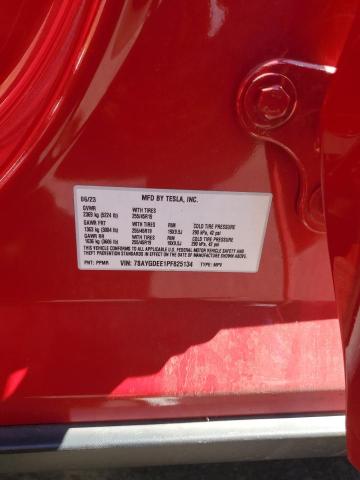 06/23 MFD BY TESLA, INC.
GVWR WITH TIRES
2369 kg (5224 lb) 255/45R19
GAWR FRT WITH TIRES RIM COLD TIRE PRESSURE
1363 kg (3004 lb) 255/45R19 19X9.5J 290 kPa, 42 psi
GAWR RR WITH TIRES RIM COLD TIRE PRESSURE
1636 kg (3606 lb) 255/45R19 19X9.5J 290 kPa, 42 psi
THIS VEHICLE CONFORMS TO ALL APPLICABLE U.S. FEDERAL MOTOR VEHICLE SAFETY AND
THEFT PREVENTION STANDARDS IN EFFECT ON THE DATE OF MANUFACTURE SHOWN ABOVE.
PNT: PPMR VIN: 7SAYGDEE1PF825134 TYPE: MPV